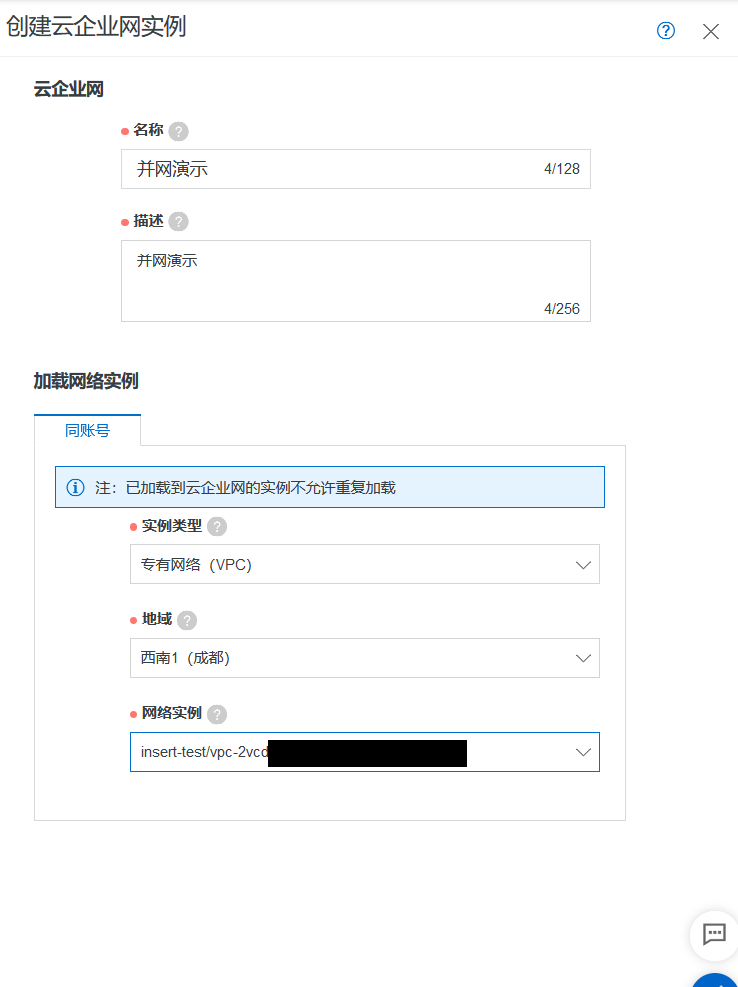 创建云企业网实例
?
云企业网
名称 ?
并网演示 4/128
描述 ?
并网演示
4/256
加载网络实例
同账号
注：已加载到云企业网的实例不允许重复加载
实例类型 ?
专有网络（VPC）
地域 ?
西南1（成都）
网络实例 ?
insert-test/vpc-2vcd